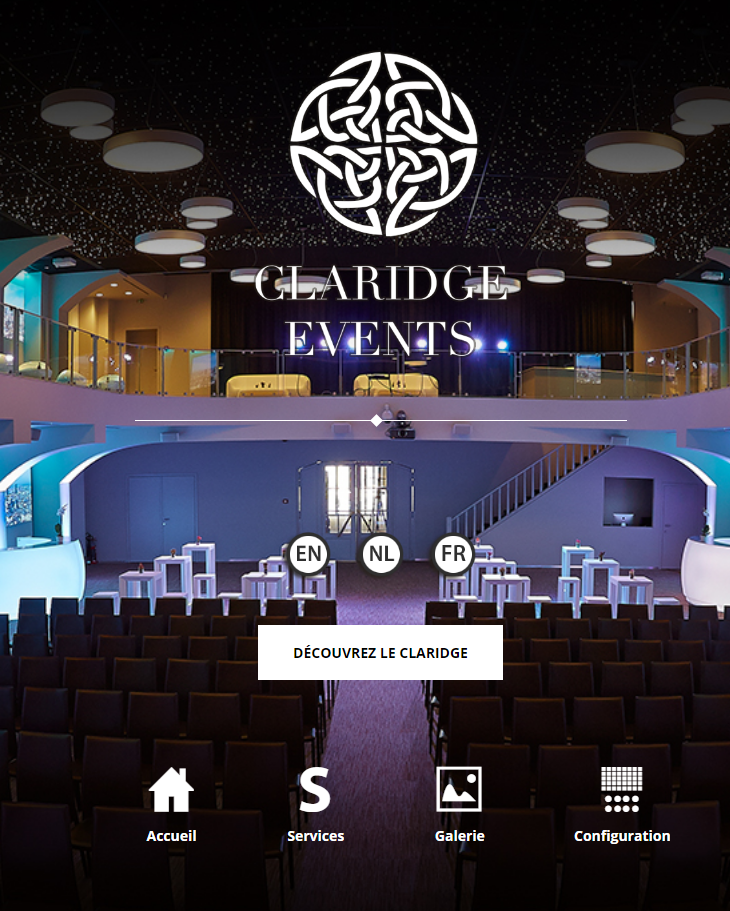 CLARIDGE
EVENTS
EN NL FR
DÉCOUVREZ LE CLARIDGE
S
Accueil Services Galerie Configuration